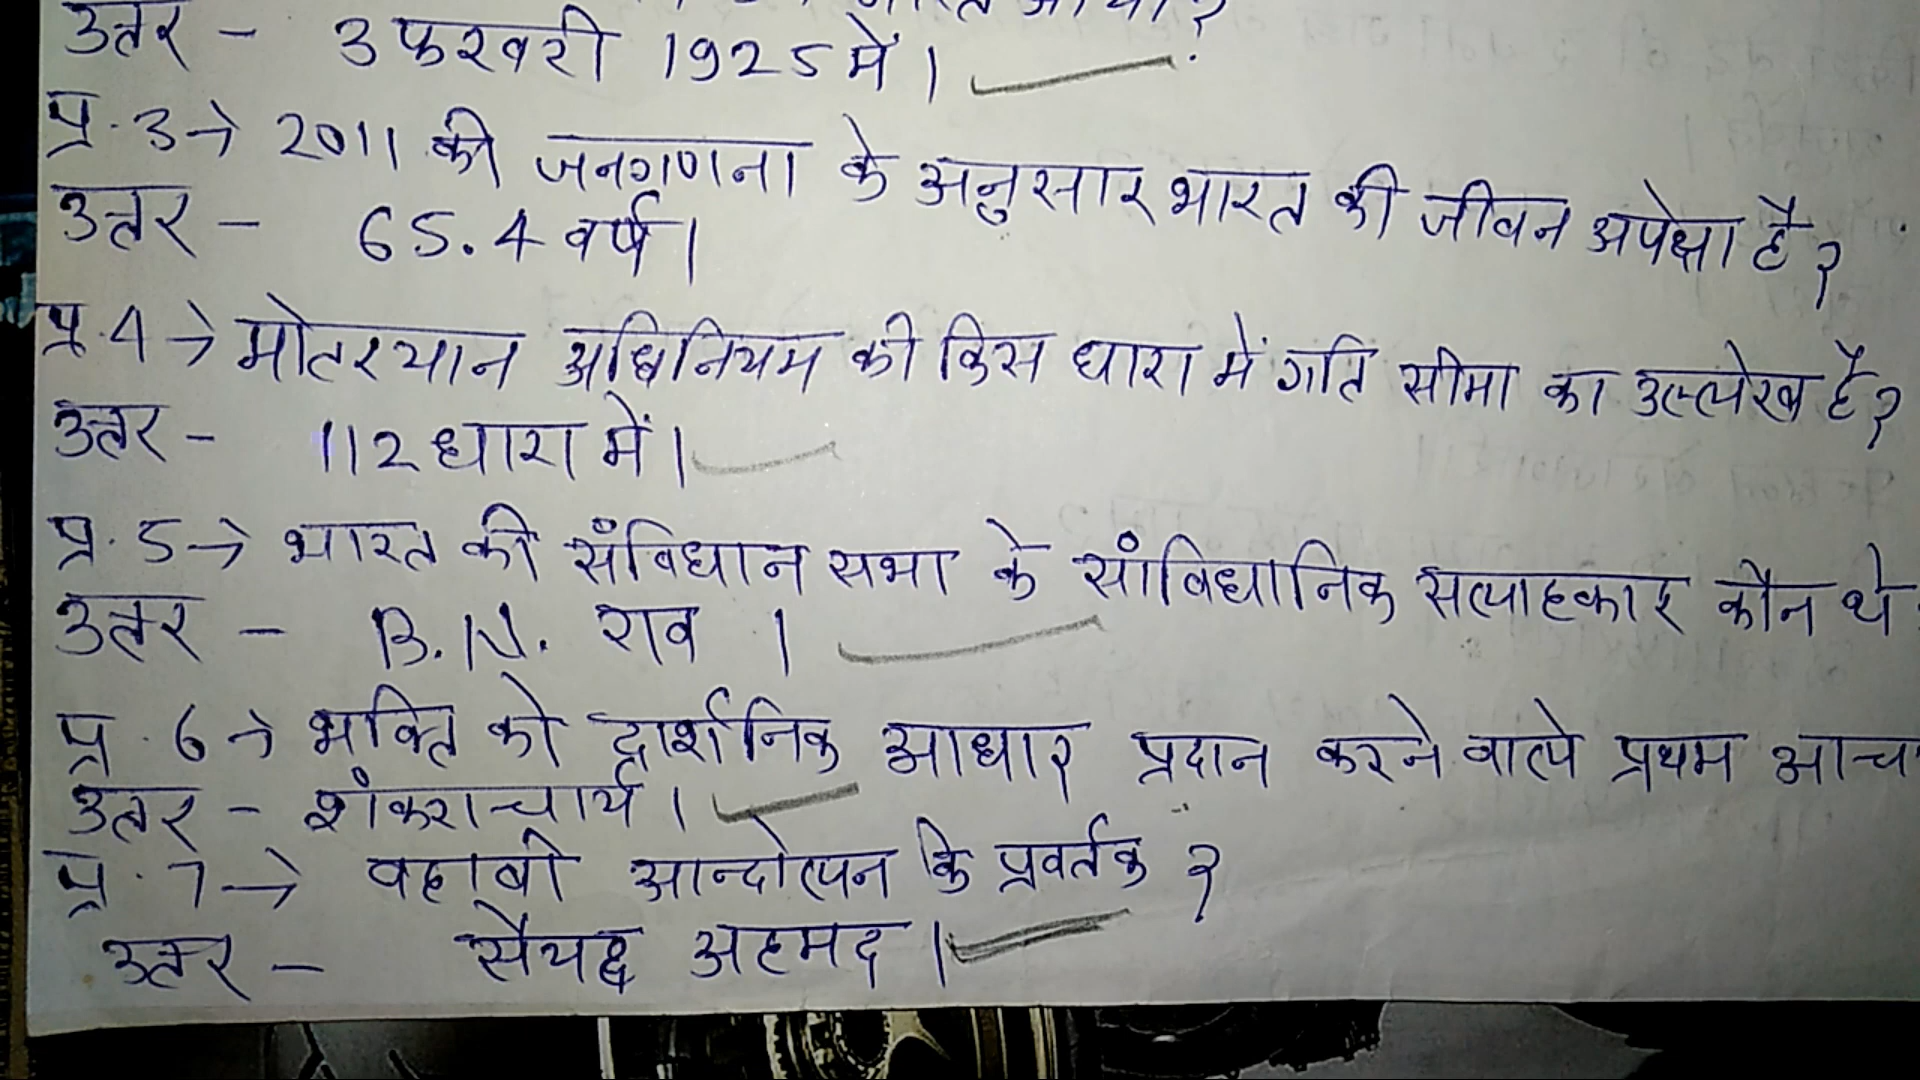 उत्तर - 3 फरवरी 1925 में।
प्र. 3 → 2011 की जनगणना के अनुसार भारत की जीवन अपेक्षा है?
उत्तर - 65.4 वर्ष।
प्र. 4 → मोटरयान अधिनियम की किस धारा में गति सीमा का उल्लेख है?
उत्तर - 112 धारा में।
प्र. 5 → भारत की संविधान सभा के सांविधानिक सलाहकार कौन थे
उत्तर - B.N. राव ।
प्र. 6 → भक्ति को दार्शनिक आधार प्रदान करने वाले प्रथम
उत्तर - शंकराचार्य।
प्र. 7 → वहाबी आन्दोलन कि प्रवर्तक ?
उत्तर - सैयद्द अहमद ।